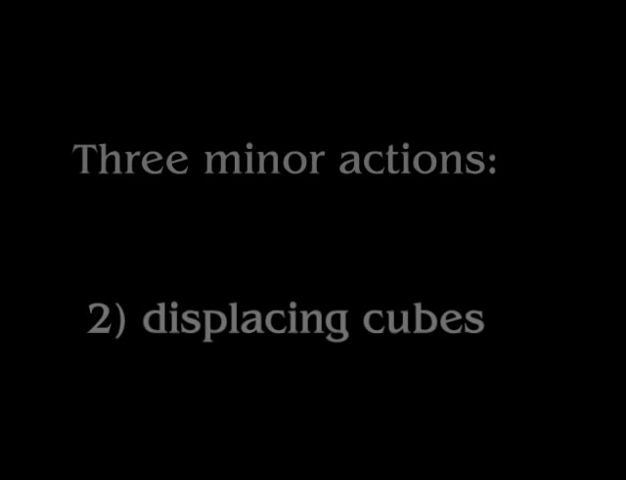 Three minor actions:
2) displacing cubes